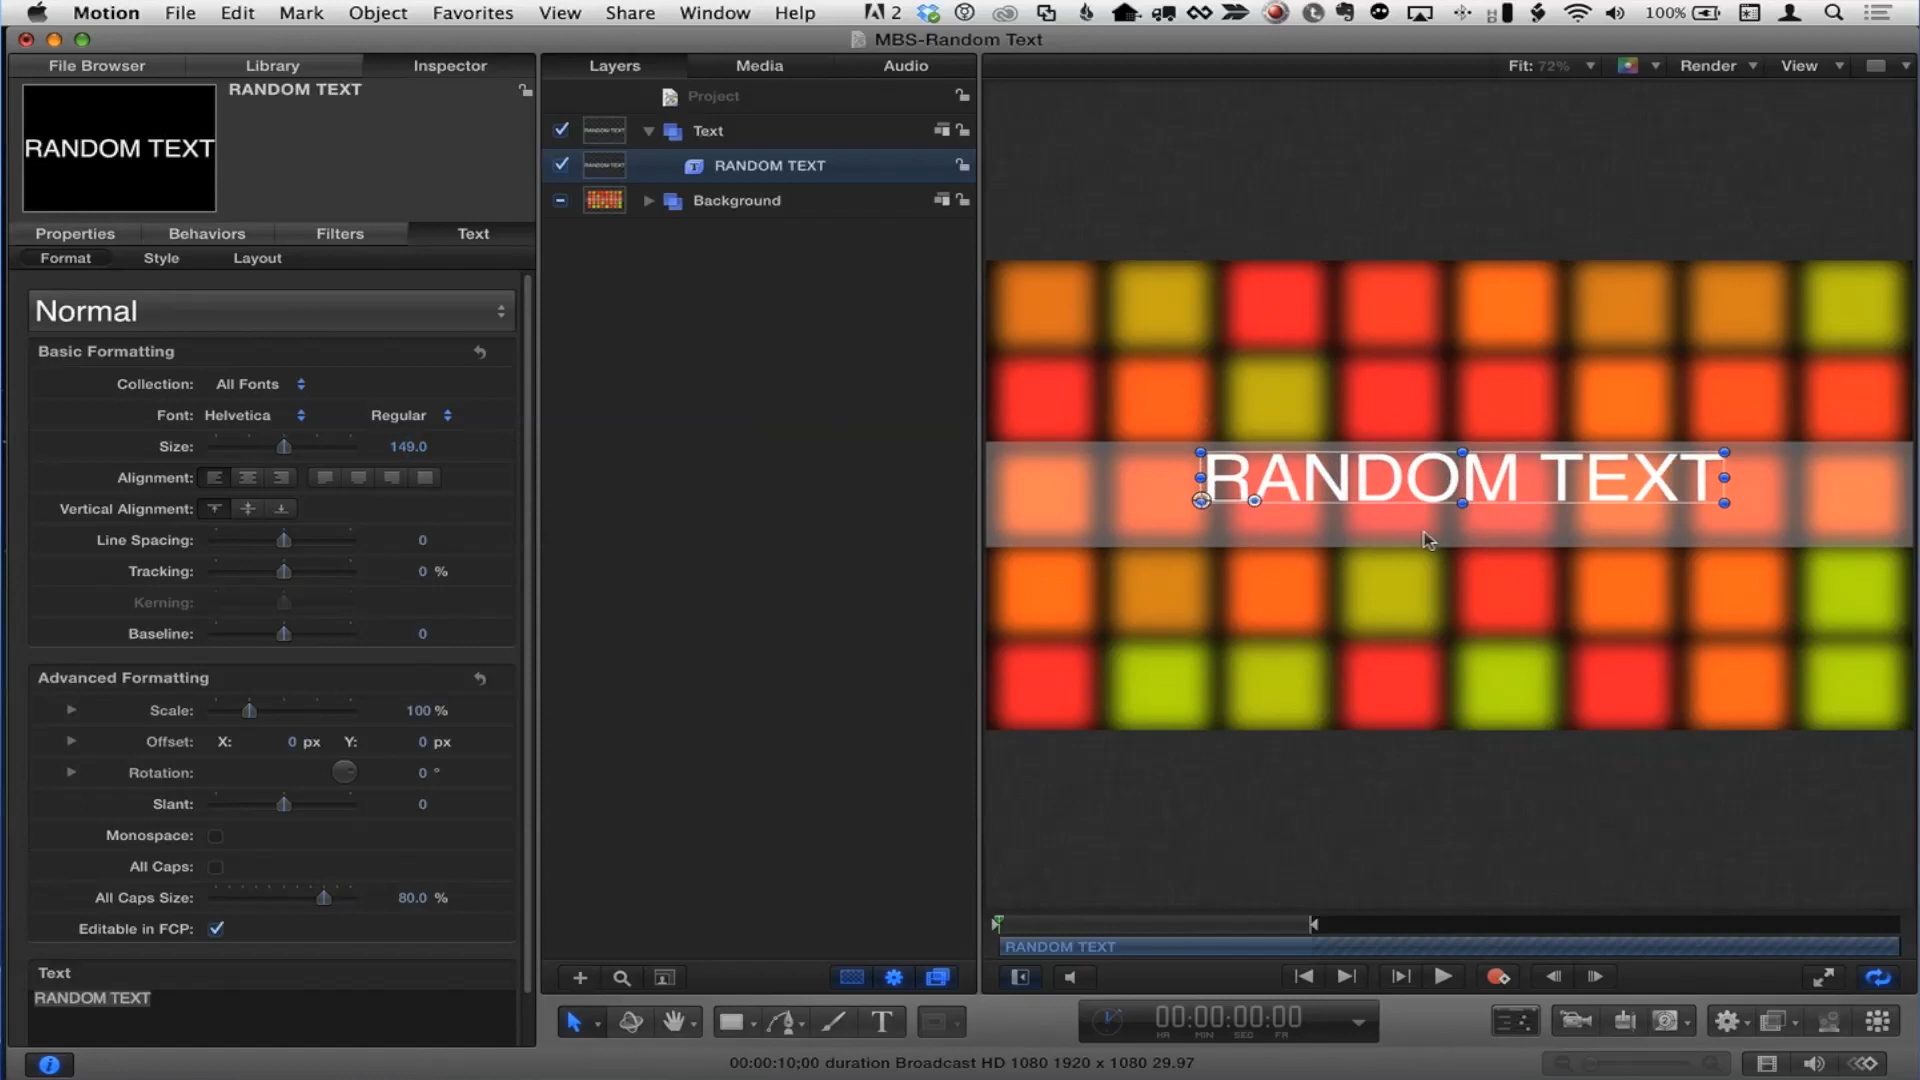 Motion File Edit Mark Object Favorites View Share Window Help 2 100%
MBS-Random Text
File Browser Library Inspector Layers Media Audio Fit: 72% Render View
RANDOM TEXT
RANDOM TEXT
Project
Text
RANDOM TEXT
Background
Properties Behaviors Filters Text
Format Style Layout
Normal
Basic Formatting
Collection: All Fonts
Font: Helvetica Regular
Size: 149.0
Alignment:
Vertical Alignment:
Line Spacing: 0
Tracking: 0 %
Kerning:
Baseline: 0
RANDOM TEXT
Advanced Formatting
Scale: 100 %
Offset: X: 0 px Y: 0 px
Rotation: 0 °
Slant: 0
Monospace:
All Caps:
All Caps Size: 80.0 %
Editable in FCP:
Text
RANDOM TEXT
RANDOM TEXT
T
00:00:00:00
HR MIN SEC FR
00:00:10;00 duration Broadcast HD 1080 1920 x 1080 29.97